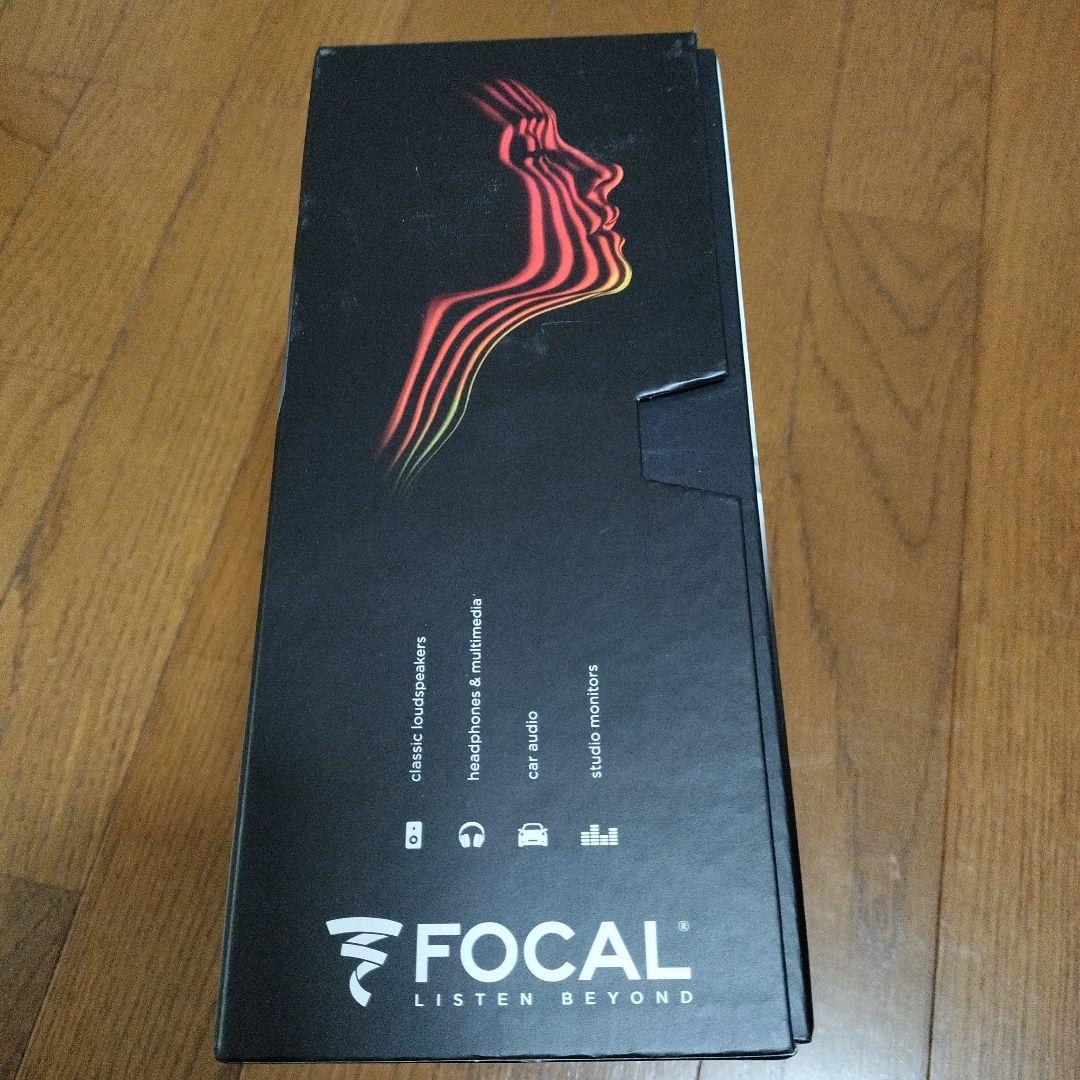 classic loudspeakers
headphones & multimedia
car audio
studio monitors
FOCAL®
LISTEN BEYOND